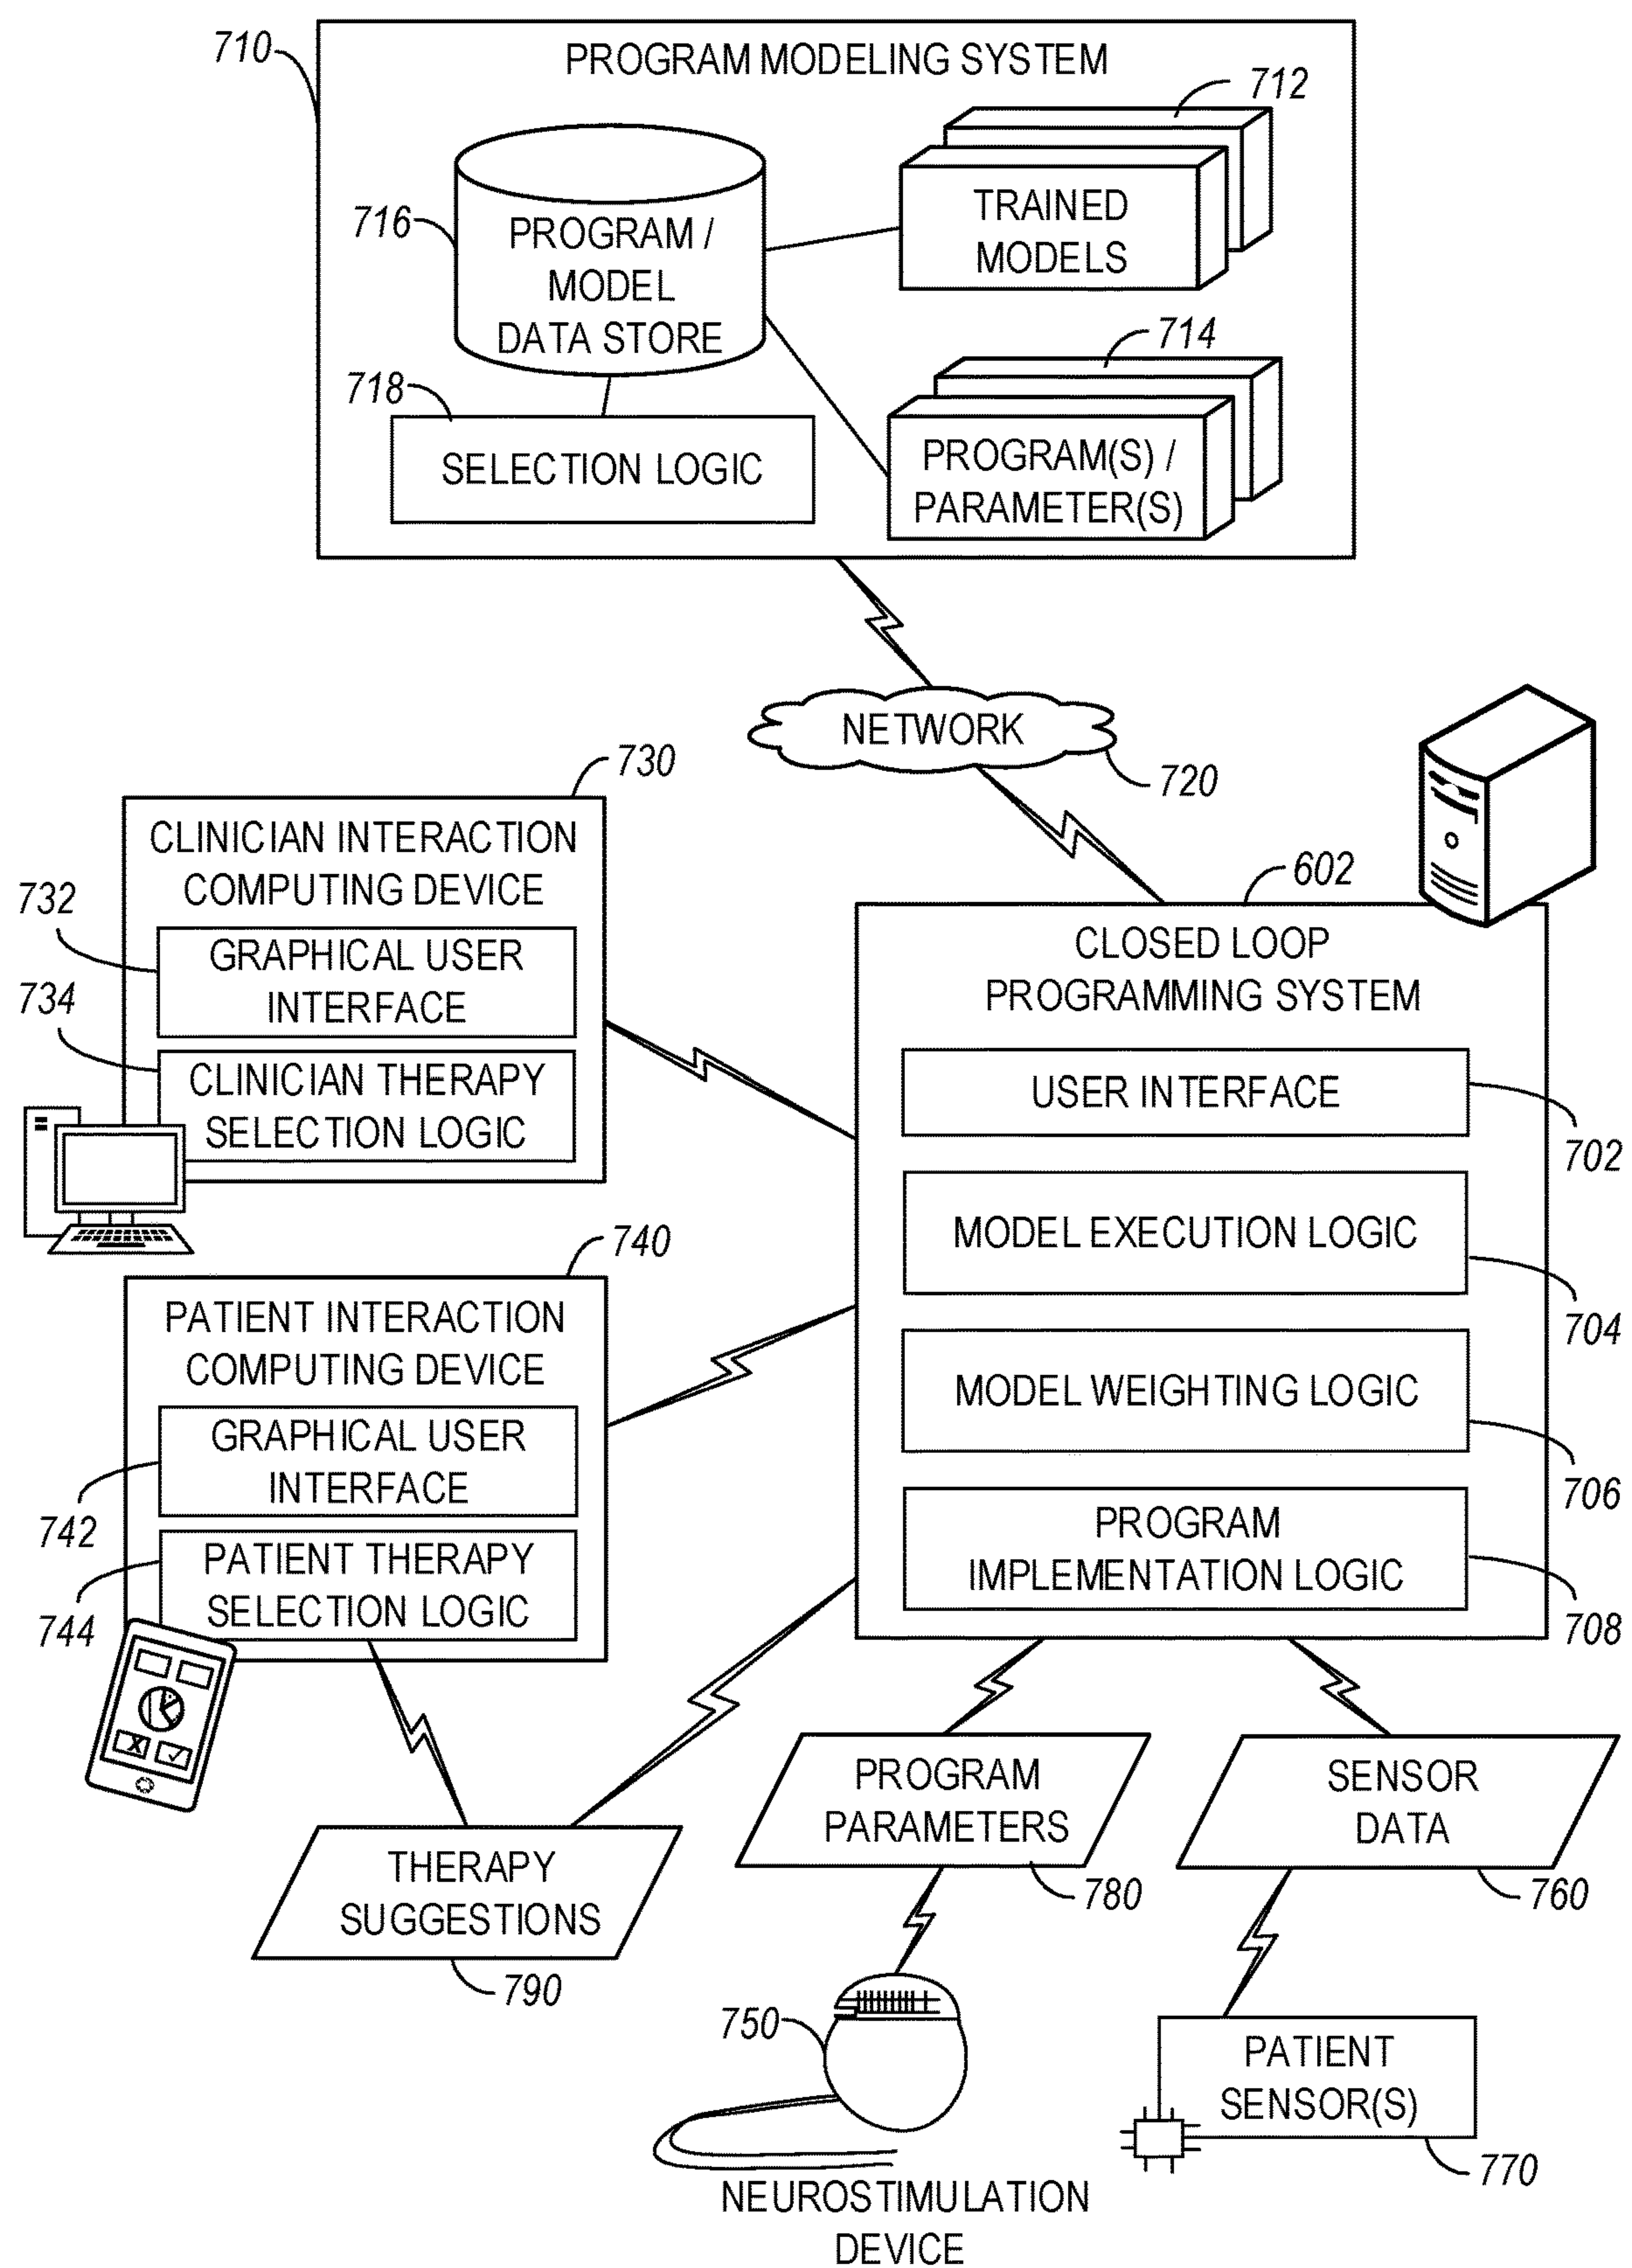 710
PROGRAM MODELING SYSTEM
712
TRAINED
MODELS
716
PROGRAM /
MODEL
DATA STORE
714
718
SELECTION LOGIC
PROGRAM(S) /
PARAMETER(S)
NETWORK
720
730
CLINICIAN INTERACTION
COMPUTING DEVICE
732
GRAPHICAL USER
INTERFACE
734
CLINICIAN THERAPY
SELECTION LOGIC
602
CLOSED LOOP
PROGRAMMING SYSTEM
USER INTERFACE
702
MODEL EXECUTION LOGIC
704
MODEL WEIGHTING LOGIC
706
PROGRAM
IMPLEMENTATION LOGIC
708
740
PATIENT INTERACTION
COMPUTING DEVICE
GRAPHICAL USER
INTERFACE
742
PATIENT THERAPY
SELECTION LOGIC
744
X
THERAPY
SUGGESTIONS
790
PROGRAM
PARAMETERS
780
SENSOR
DATA
760
750
NEUROSTIMULATION
DEVICE
PATIENT
SENSOR(S)
770